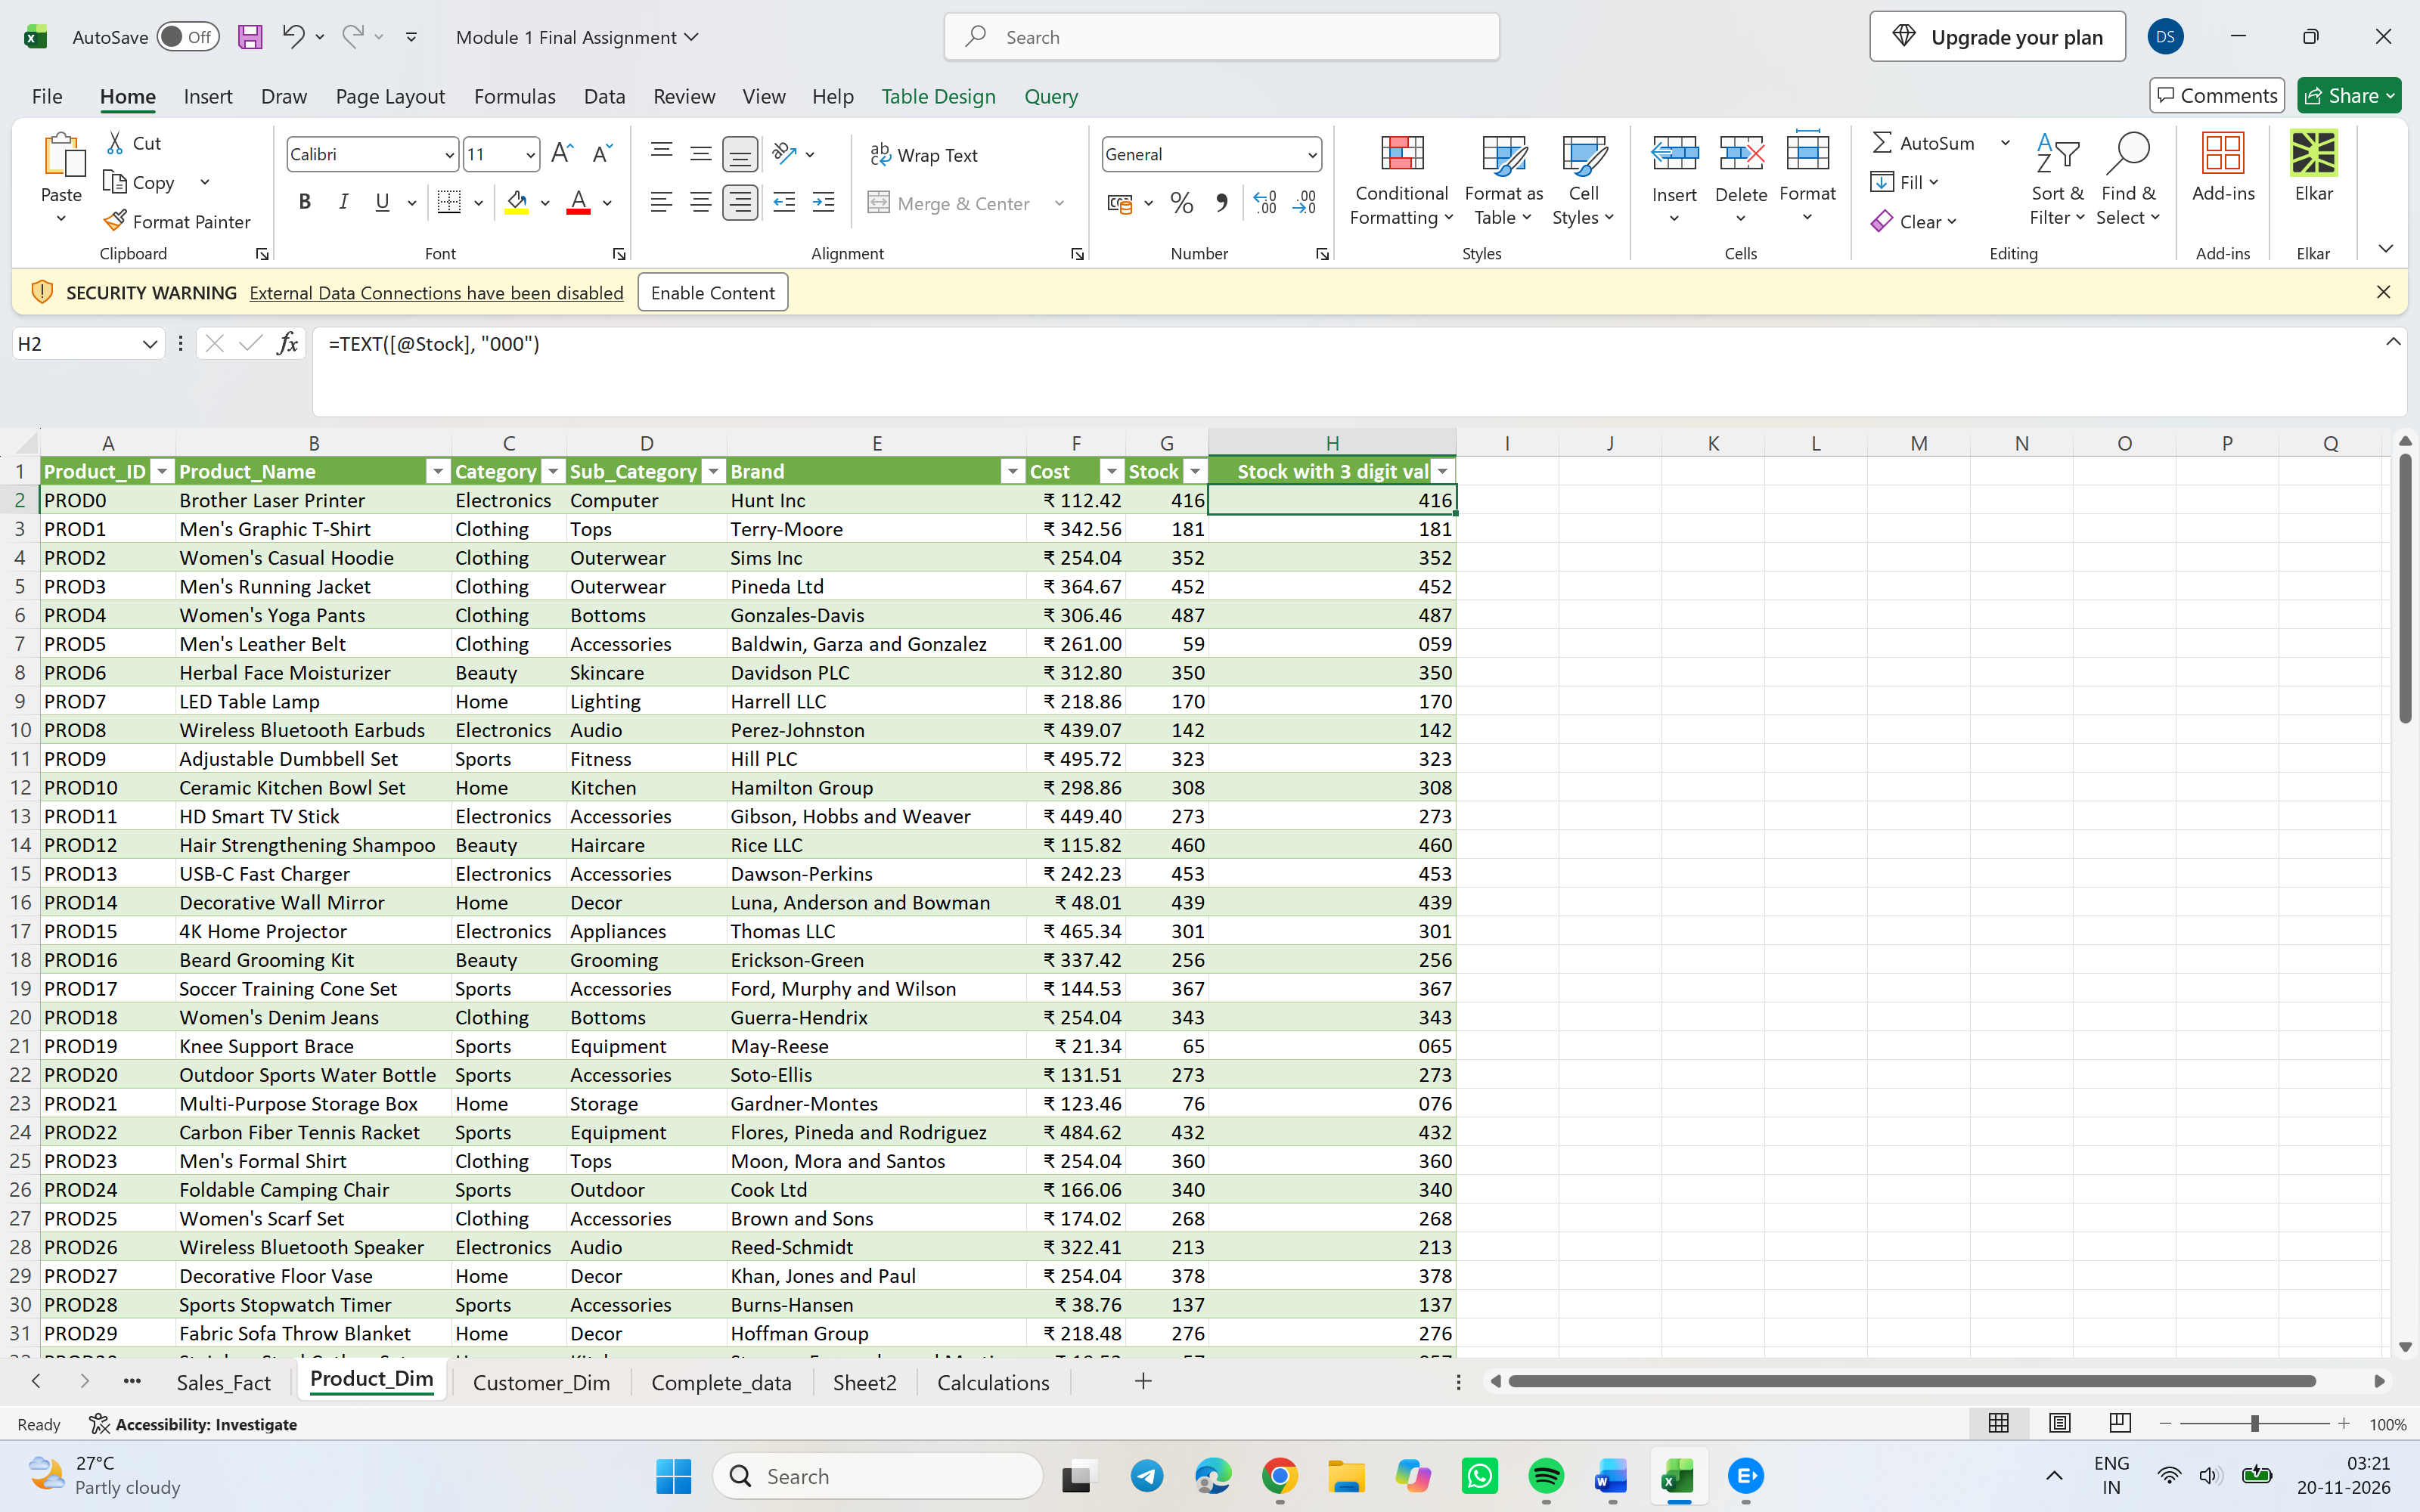 AutoSave Off Module 1 Final Assignment Search Upgrade your plan DS
File Home Insert Draw Page Layout Formulas Data Review View Help Table Design Query Comments Share
Paste Cut Copy Format Painter Clipboard
Calibri 11 B I U Font
Wrap Text Merge & Center Alignment
General Number
Conditional Formatting Format as Table Cell Styles Styles
Insert Delete Format Cells
AutoSum Fill Clear Sort & Filter Find & Select Editing
Add-ins Add-ins
Elkar Elkar
SECURITY WARNING External Data Connections have been disabled Enable Content
H2 fx =TEXT([@Stock], "000")
A B C D E F G H I J K L M N O P Q
1 Product_ID Product_Name Category Sub_Category Brand Cost Stock Stock with 3 digit val
2 PROD0 Brother Laser Printer Electronics Computer Hunt Inc ₹ 112.42 416 416
3 PROD1 Men's Graphic T-Shirt Clothing Tops Terry-Moore ₹ 342.56 181 181
4 PROD2 Women's Casual Hoodie Clothing Outerwear Sims Inc ₹ 254.04 352 352
5 PROD3 Men's Running Jacket Clothing Outerwear Pineda Ltd ₹ 364.67 452 452
6 PROD4 Women's Yoga Pants Clothing Bottoms Gonzales-Davis ₹ 306.46 487 487
7 PROD5 Men's Leather Belt Clothing Accessories Baldwin, Garza and Gonzalez ₹ 261.00 59 059
8 PROD6 Herbal Face Moisturizer Beauty Skincare Davidson PLC ₹ 312.80 350 350
9 PROD7 LED Table Lamp Home Lighting Harrell LLC ₹ 218.86 170 170
10 PROD8 Wireless Bluetooth Earbuds Electronics Audio Perez-Johnston ₹ 439.07 142 142
11 PROD9 Adjustable Dumbbell Set Sports Fitness Hill PLC ₹ 495.72 323 323
12 PROD10 Ceramic Kitchen Bowl Set Home Kitchen Hamilton Group ₹ 298.86 308 308
13 PROD11 HD Smart TV Stick Electronics Accessories Gibson, Hobbs and Weaver ₹ 449.40 273 273
14 PROD12 Hair Strengthening Shampoo Beauty Haircare Rice LLC ₹ 115.82 460 460
15 PROD13 USB-C Fast Charger Electronics Accessories Dawson-Perkins ₹ 242.23 453 453
16 PROD14 Decorative Wall Mirror Home Decor Luna, Anderson and Bowman ₹ 48.01 439 439
17 PROD15 4K Home Projector Electronics Appliances Thomas LLC ₹ 465.34 301 301
18 PROD16 Beard Grooming Kit Beauty Grooming Erickson-Green ₹ 337.42 256 256
19 PROD17 Soccer Training Cone Set Sports Accessories Ford, Murphy and Wilson ₹ 144.53 367 367
20 PROD18 Women's Denim Jeans Clothing Bottoms Guerra-Hendrix ₹ 254.04 343 343
21 PROD19 Knee Support Brace Sports Equipment May-Reese ₹ 21.34 65 065
22 PROD20 Outdoor Sports Water Bottle Sports Accessories Soto-Ellis ₹ 131.51 273 273
23 PROD21 Multi-Purpose Storage Box Home Storage Gardner-Montes ₹ 123.46 76 076
24 PROD22 Carbon Fiber Tennis Racket Sports Equipment Flores, Pineda and Rodriguez ₹ 484.62 432 432
25 PROD23 Men's Formal Shirt Clothing Tops Moon, Mora and Santos ₹ 254.04 360 360
26 PROD24 Foldable Camping Chair Sports Outdoor Cook Ltd ₹ 166.06 340 340
27 PROD25 Women's Scarf Set Clothing Accessories Brown and Sons ₹ 174.02 268 268
28 PROD26 Wireless Bluetooth Speaker Electronics Audio Reed-Schmidt ₹ 322.41 213 213
29 PROD27 Decorative Floor Vase Home Decor Khan, Jones and Paul ₹ 254.04 378 378
30 PROD28 Sports Stopwatch Timer Sports Accessories Burns-Hansen ₹ 38.76 137 137
31 PROD29 Fabric Sofa Throw Blanket Home Decor Hoffman Group ₹ 218.48 276 276
Sales_Fact Product_Dim Customer_Dim Complete_data Sheet2 Calculations
Ready Accessibility: Investigate 100%
27°C Search ENG 03:21
Partly cloudy IN 20-11-2026